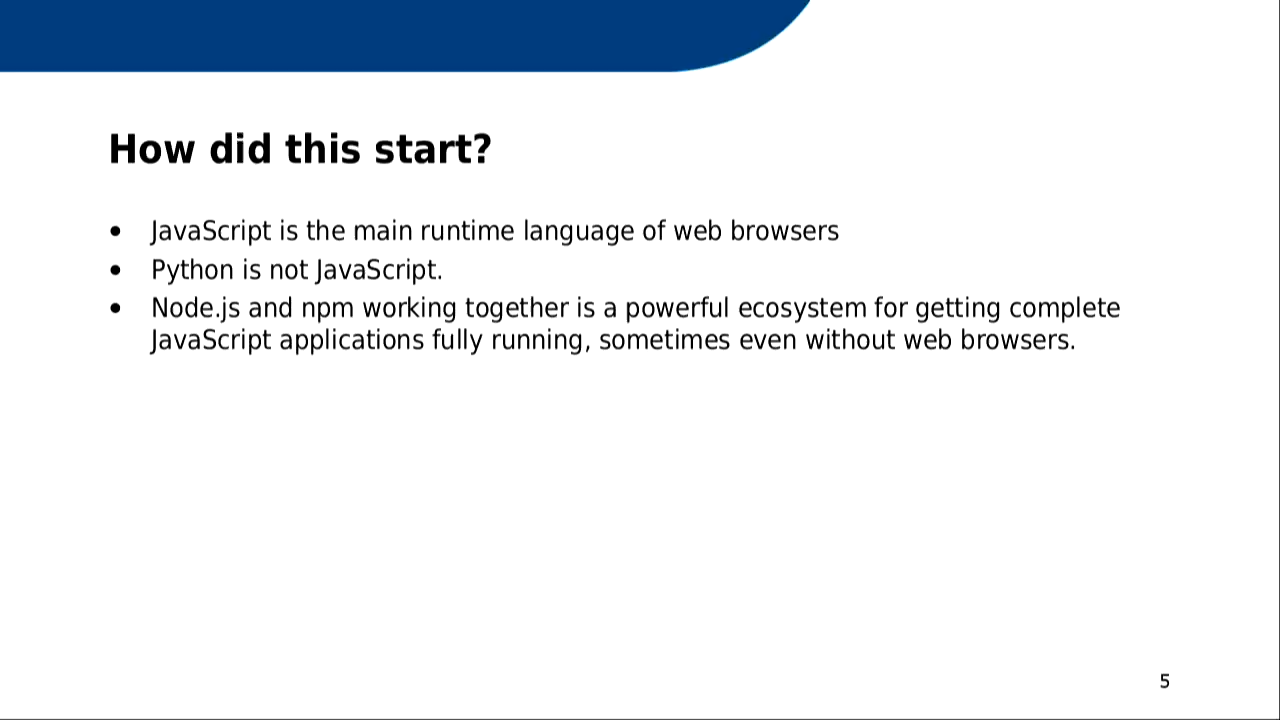 How did this start?
• JavaScript is the main runtime language of web browsers
• Python is not JavaScript.
• Node.js and npm working together is a powerful ecosystem for getting complete
JavaScript applications fully running, sometimes even without web browsers.
5